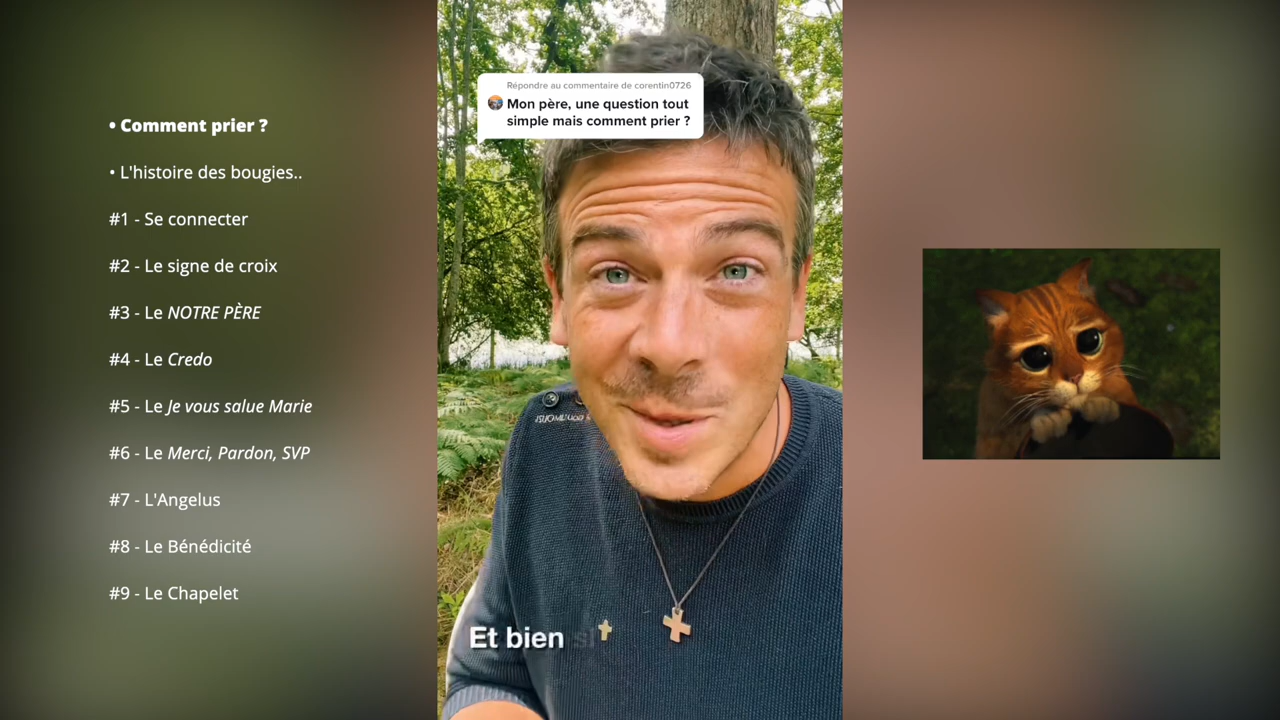 • Comment prier ?
• L'histoire des bougies..
#1 - Se connecter
#2 - Le signe de croix
#3 - Le NOTRE PÈRE
#4 - Le Credo
#5 - Le Je vous salue Marie
#6 - Le Merci, Pardon, SVP
#7 - L'Angelus
#8 - Le Bénédicité
#9 - Le Chapelet
Répondre au commentaire de corentin0726
Mon père, une question tout
simple mais comment prier ?
Et bien si